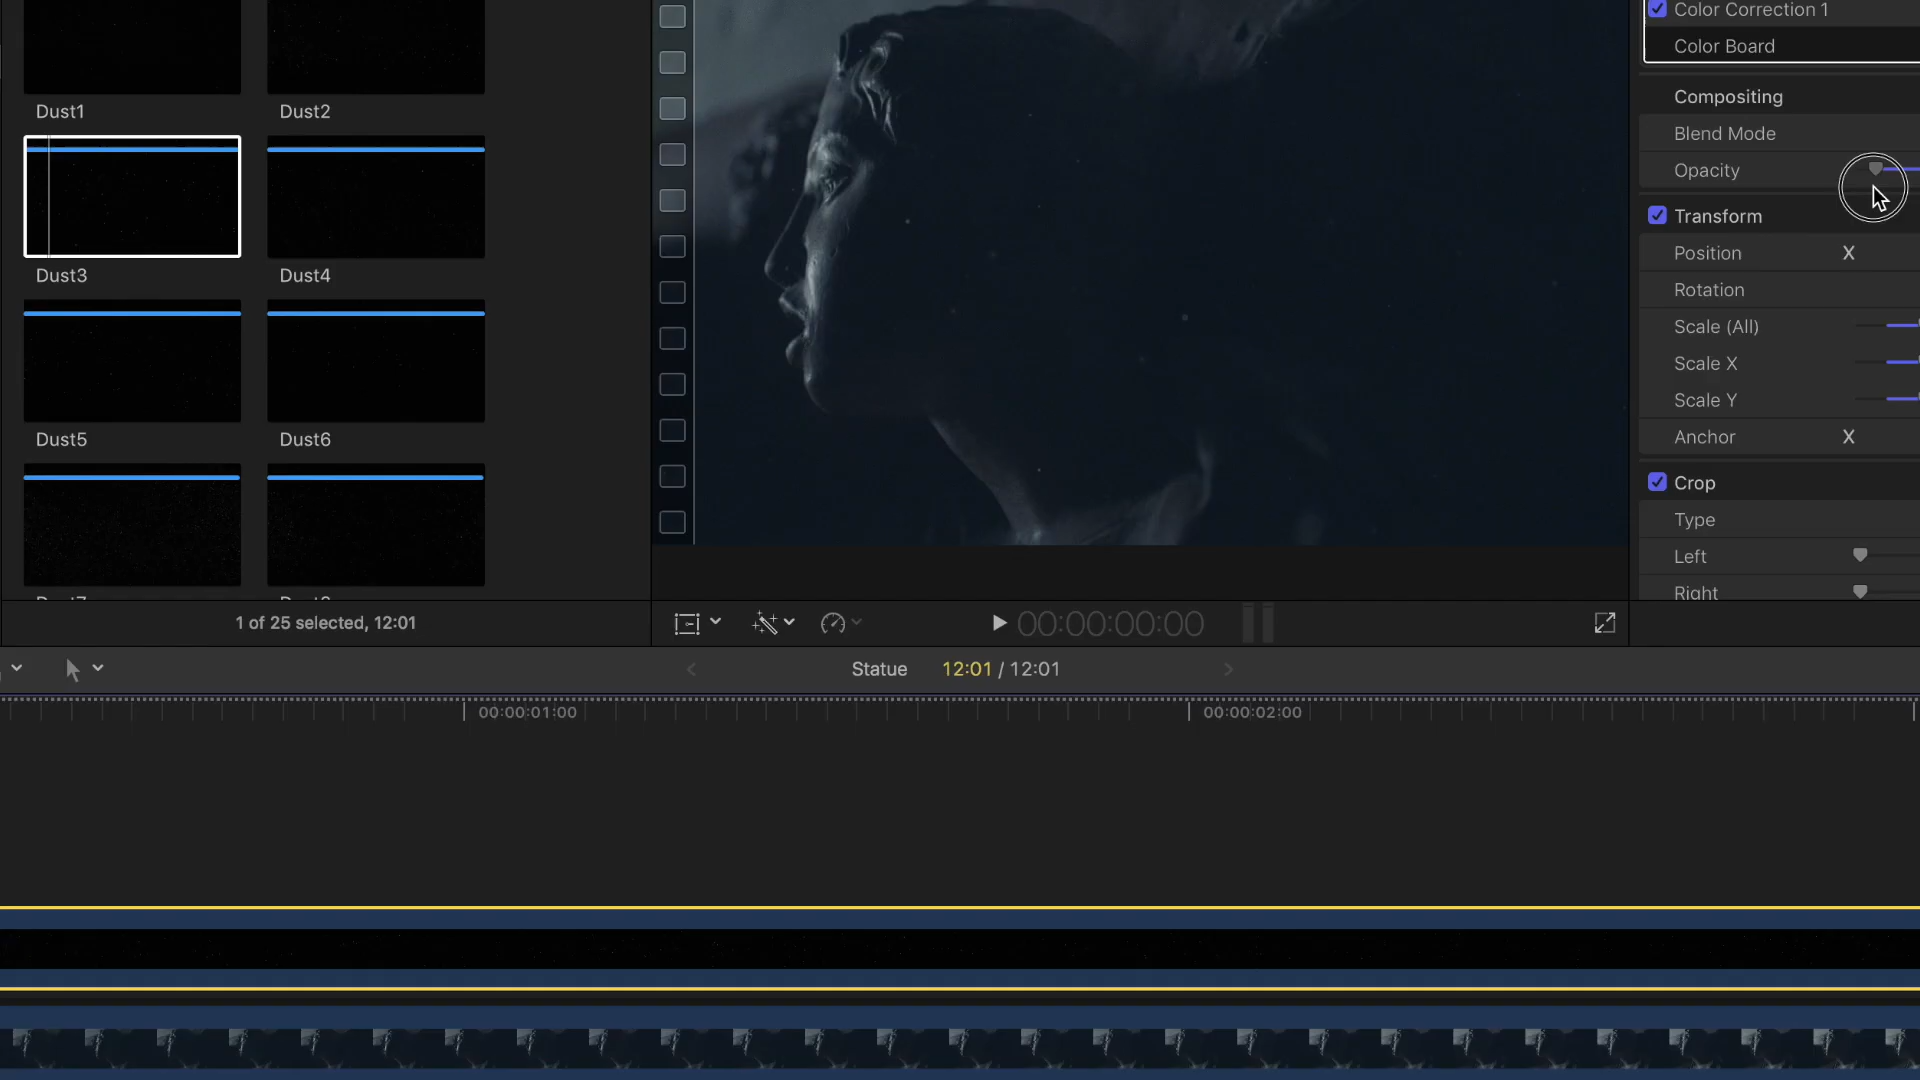 Dust1
Dust2
Dust3
Dust4
Dust5
Dust6
1 of 25 selected, 12:01
00:00:00:00
Color Correction 1
Color Board
Compositing
Blend Mode
Opacity
Transform
Position X
Rotation
Scale (All)
Scale X
Scale Y
Anchor X
Crop
Type
Left
Right
Statue 12:01 / 12:01
00:00:01:00
00:00:02:00